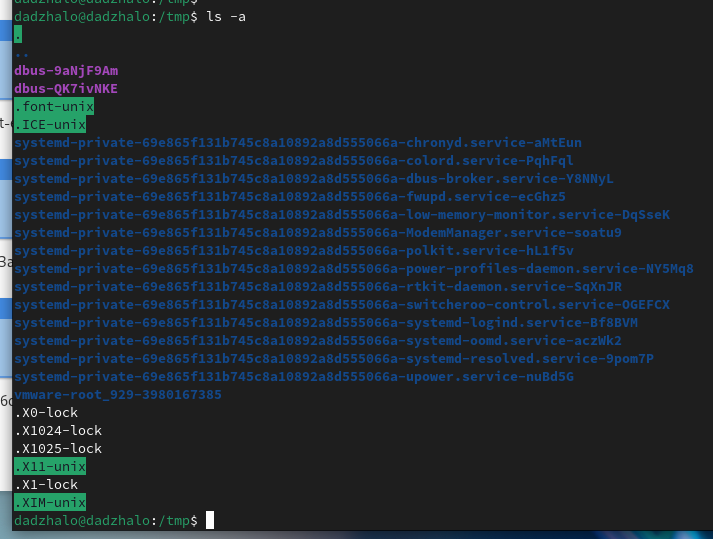 dadzhalo@dadzhalo:/tmp$
dadzhalo@dadzhalo:/tmp$ ls -a
.
..
dbus-9aNjF9Am
dbus-QK7ivNKE
.font-unix
.ICE-unix
systemd-private-69e865f131b745c8a10892a8d555066a-chronyd.service-aMtEun
systemd-private-69e865f131b745c8a10892a8d555066a-colord.service-PqhFql
systemd-private-69e865f131b745c8a10892a8d555066a-dbus-broker.service-Y8NNyL
systemd-private-69e865f131b745c8a10892a8d555066a-fwupd.service-ecGhz5
systemd-private-69e865f131b745c8a10892a8d555066a-low-memory-monitor.service-DqSseK
systemd-private-69e865f131b745c8a10892a8d555066a-ModemManager.service-soatu9
systemd-private-69e865f131b745c8a10892a8d555066a-polkit.service-hL1f5v
systemd-private-69e865f131b745c8a10892a8d555066a-power-profiles-daemon.service-NY5Mq8
systemd-private-69e865f131b745c8a10892a8d555066a-rtkit-daemon.service-SqXnJR
systemd-private-69e865f131b745c8a10892a8d555066a-switcheroo-control.service-OGEFCX
systemd-private-69e865f131b745c8a10892a8d555066a-systemd-logind.service-Bf8BVM
systemd-private-69e865f131b745c8a10892a8d555066a-systemd-oomd.service-aczWk2
systemd-private-69e865f131b745c8a10892a8d555066a-systemd-resolved.service-9pom7P
systemd-private-69e865f131b745c8a10892a8d555066a-upower.service-nuBd5G
vmware-root_929-3980167385
.X0-lock
.X1024-lock
.X1025-lock
.X11-unix
.X1-lock
.XIM-unix
dadzhalo@dadzhalo:/tmp$